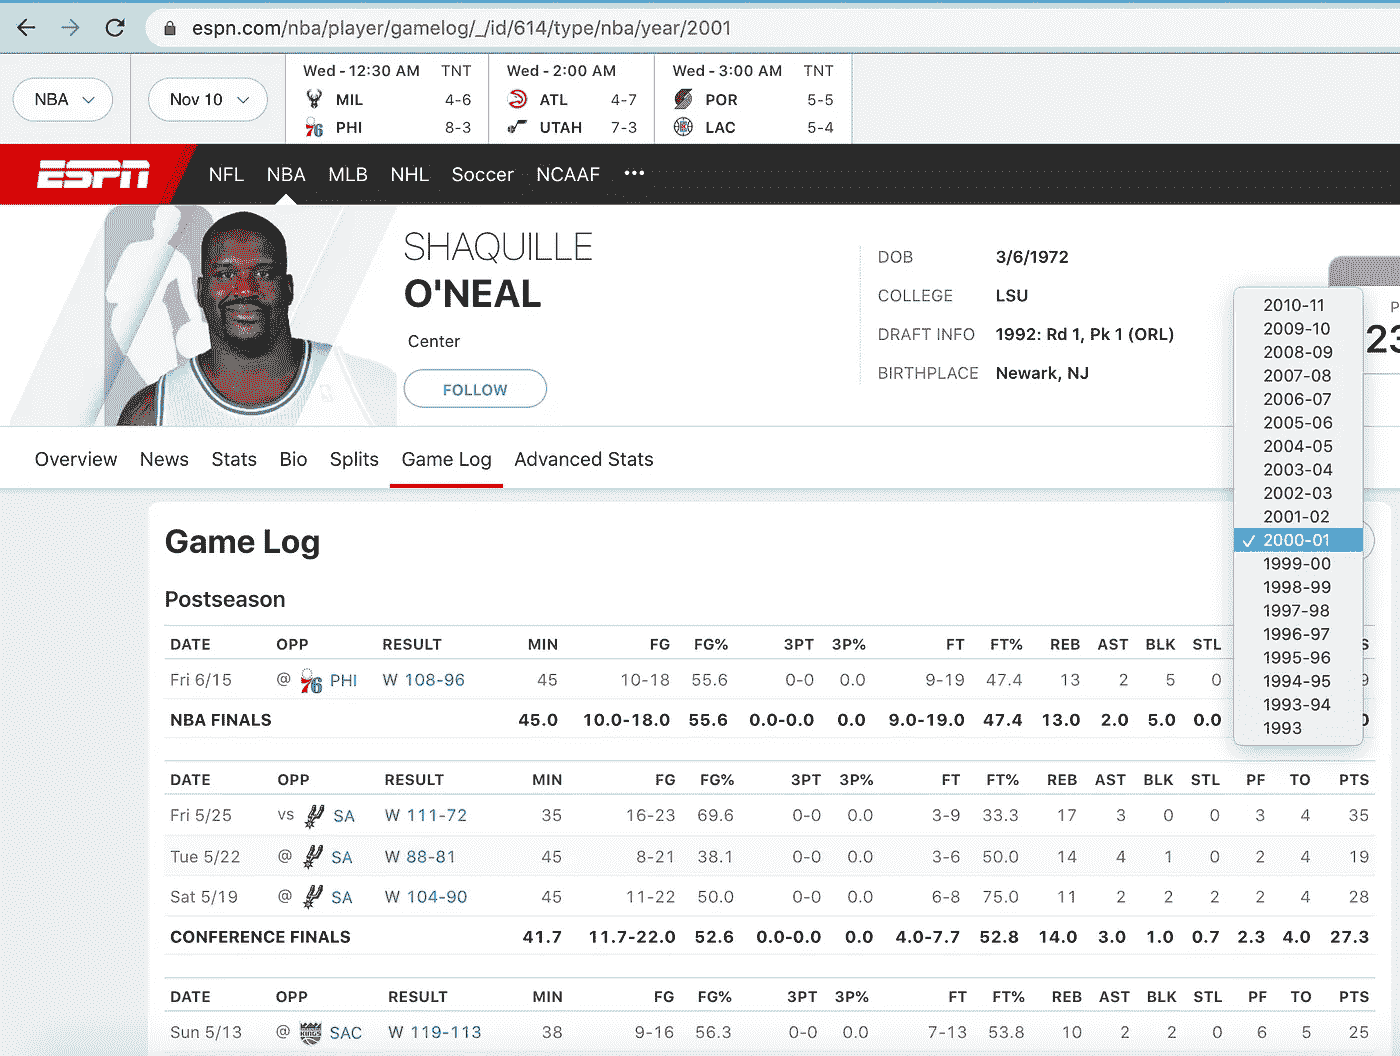 espn.com/nba/player/gamelog/_/id/614/type/nba/year/2001
NBA
Nov 10
Wed - 12:30 AM TNT
MIL 4-6
PHI 8-3
Wed - 2:00 AM
ATL 4-7
UTAH 7-3
Wed - 3:00 AM TNT
POR 5-5
LAC 5-4
ESPN NFL NBA MLB NHL Soccer NCAAF •••
SHAQUILLE
O'NEAL
Center
FOLLOW
DOB 3/6/1972
COLLEGE LSU
DRAFT INFO 1992: Rd 1, Pk 1 (ORL)
BIRTHPLACE Newark, NJ
P
23
2010-11
2009-10
2008-09
2007-08
2006-07
2005-06
2004-05
2003-04
2002-03
2001-02
✓ 2000-01
1999-00
1998-99
1997-98
1996-97
1995-96
1994-95
1993-94
1993
Overview News Stats Bio Splits Game Log Advanced Stats
Game Log
Postseason
DATE OPP RESULT MIN FG FG% 3PT 3P% FT FT% REB AST BLK STL S
Fri 6/15 @ 76 PHI W 108-96 45 10-18 55.6 0-0 0.0 9-19 47.4 13 2 5 0 9
NBA FINALS 45.0 10.0-18.0 55.6 0.0-0.0 0.0 9.0-19.0 47.4 13.0 2.0 5.0 0.0 0
DATE OPP RESULT MIN FG FG% 3PT 3P% FT FT% REB AST BLK STL PF TO PTS
Fri 5/25 vs SA W 111-72 35 16-23 69.6 0-0 0.0 3-9 33.3 17 3 0 0 3 4 35
Tue 5/22 @ SA W 88-81 45 8-21 38.1 0-0 0.0 3-6 50.0 14 4 1 0 2 4 19
Sat 5/19 @ SA W 104-90 45 11-22 50.0 0-0 0.0 6-8 75.0 11 2 2 2 2 4 28
CONFERENCE FINALS 41.7 11.7-22.0 52.6 0.0-0.0 0.0 4.0-7.7 52.8 14.0 3.0 1.0 0.7 2.3 4.0 27.3
DATE OPP RESULT MIN FG FG% 3PT 3P% FT FT% REB AST BLK STL PF TO PTS
Sun 5/13 @ KINGS SAC W 119-113 38 9-16 56.3 0-0 0.0 7-13 53.8 10 2 2 0 6 5 25